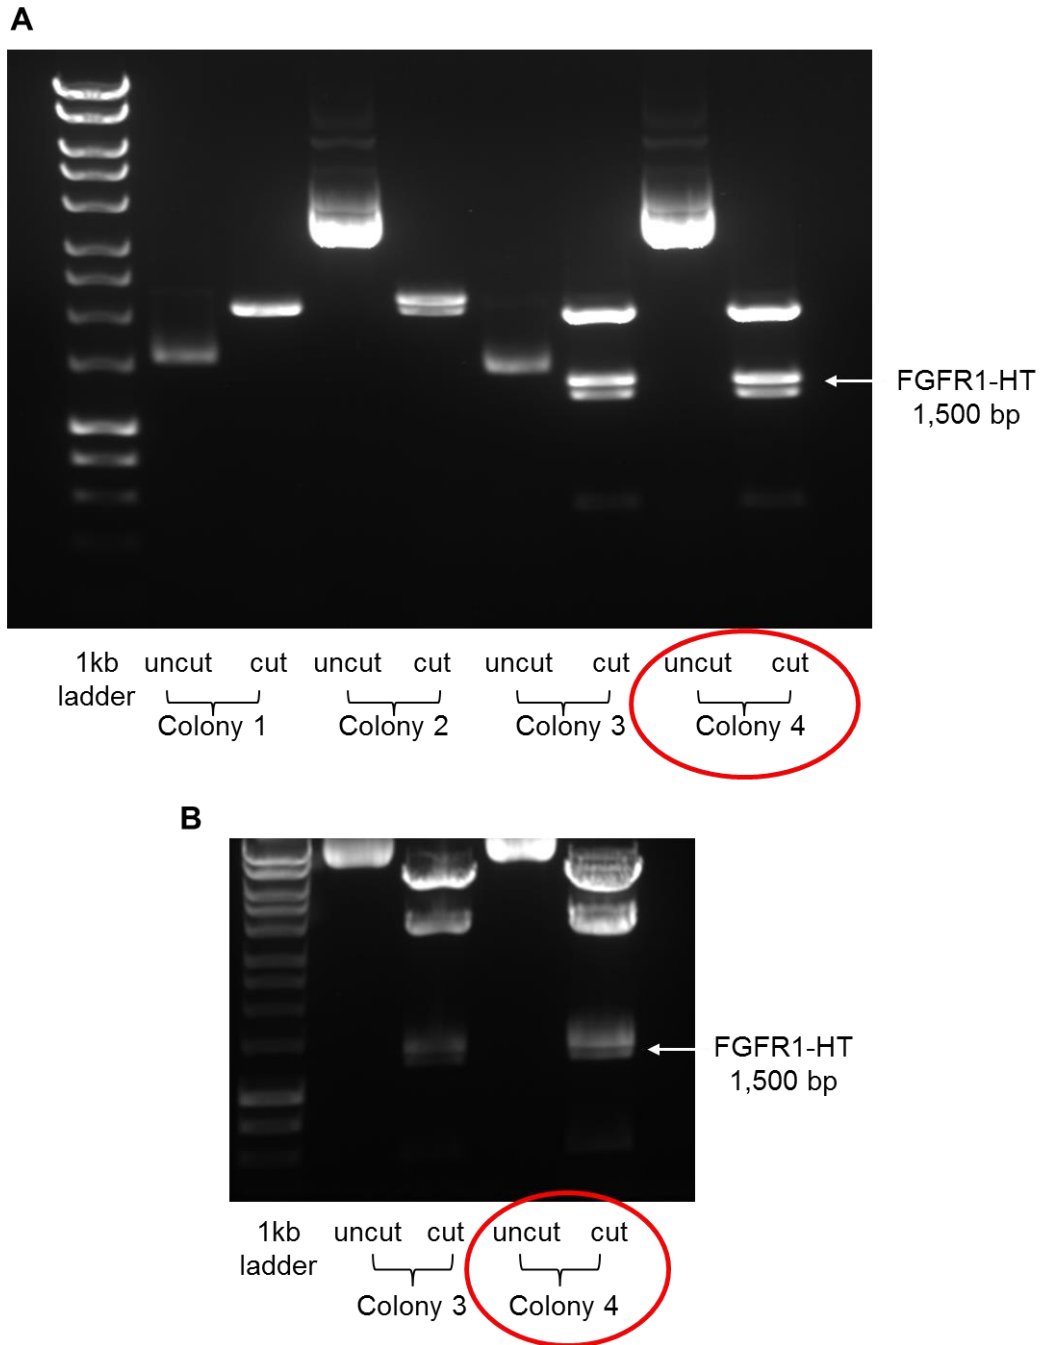 A
FGFR1-HT
1,500 bp
1kb uncut cut uncut cut uncut cut uncut cut
ladder
Colony 1 Colony 2 Colony 3 Colony 4
B
FGFR1-HT
1,500 bp
1kb uncut cut uncut cut
ladder
Colony 3 Colony 4